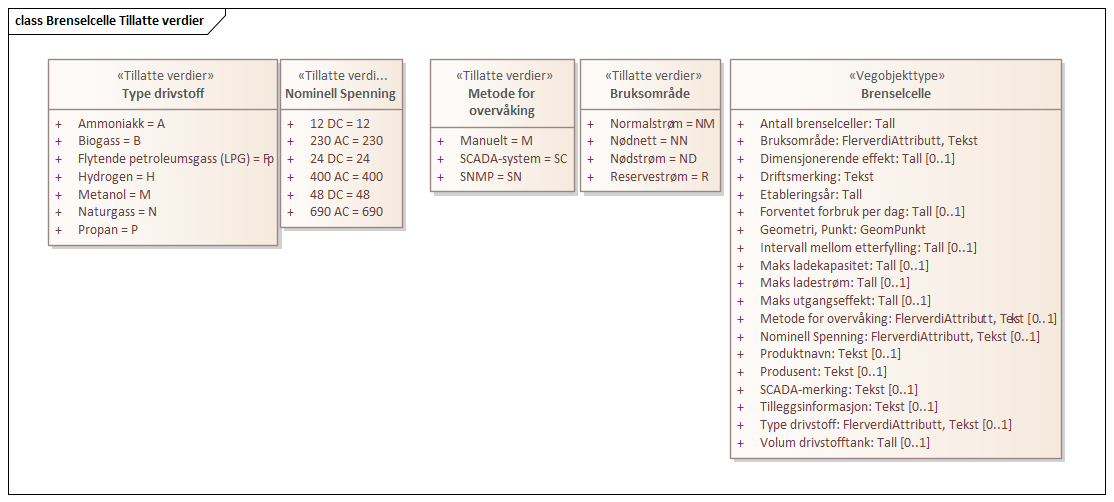 class Brenselcelle Tillatte verdier
«Tillatte verdier»
Type drivstoff
+ Ammoniakk = A
+ Biogass = B
+ Flytende petroleumsgass (LPG) = Fp
+ Hydrogen = H
+ Metanol = M
+ Naturgass = N
+ Propan = P
«Tillatte verdi...
Nominell Spenning
+ 12 DC = 12
+ 230 AC = 230
+ 24 DC = 24
+ 400 AC = 400
+ 48 DC = 48
+ 690 AC = 690
«Tillatte verdier»
Metode for
overvåking
+ Manuelt = M
+ SCADA-system = SC
+ SNMP = SN
«Tillatte verdier»
Bruksområde
+ Normalstrøm = NM
+ Nødnett = NN
+ Nødstrøm = ND
+ Reservestrøm = R
«Vegobjekttype»
Brenselcelle
+ Antall brenselceller: Tall
+ Bruksområde: FlerverdiAttributt, Tekst
+ Dimensjonerende effekt: Tall [0..1]
+ Driftsmerking: Tekst
+ Etableringsår: Tall
+ Forventet forbruk per dag: Tall [0..1]
+ Geometri, Punkt: GeomPunkt
+ Intervall mellom etterfylling: Tall [0..1]
+ Maks ladekapasitet: Tall [0..1]
+ Maks ladestrøm: Tall [0..1]
+ Maks utgangseffekt: Tall [0..1]
+ Metode for overvåking: FlerverdiAttributt, Tekst [0..1]
+ Nominell Spenning: FlerverdiAttributt, Tekst [0..1]
+ Produktnavn: Tekst [0..1]
+ Produsent: Tekst [0..1]
+ SCADA-merking: Tekst [0..1]
+ Tilleggsinformasjon: Tekst [0..1]
+ Type drivstoff: FlerverdiAttributt, Tekst [0..1]
+ Volum drivstofftank: Tall [0..1]